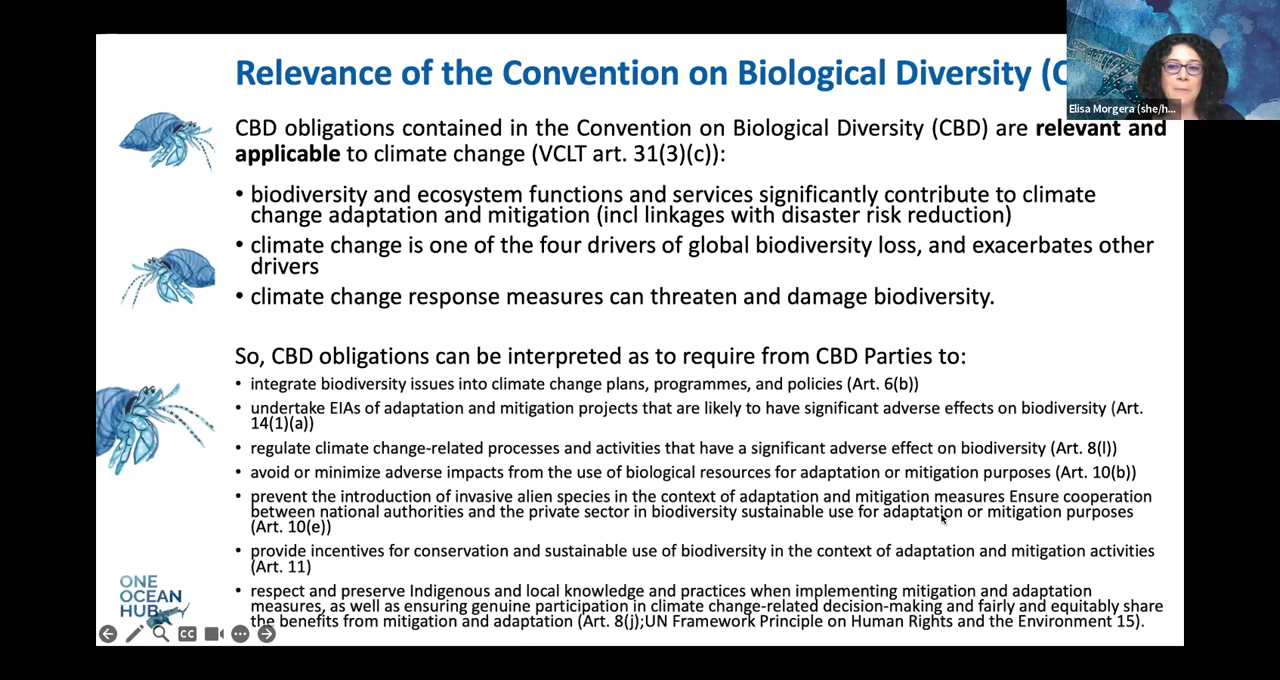 Relevance of the Convention on Biological Diversity (C
Elisa Morgera (she/h...
CBD obligations contained in the Convention on Biological Diversity (CBD) are relevant and
applicable to climate change (VCLT art. 31(3)(c)):
• biodiversity and ecosystem functions and services significantly contribute to climate
change adaptation and mitigation (incl linkages with disaster risk reduction)
• climate change is one of the four drivers of global biodiversity loss, and exacerbates other
drivers
• climate change response measures can threaten and damage biodiversity.
So, CBD obligations can be interpreted as to require from CBD Parties to:
• integrate biodiversity issues into climate change plans, programmes, and policies (Art. 6(b))
• undertake EIAs of adaptation and mitigation projects that are likely to have significant adverse effects on biodiversity (Art.
14(1)(a))
• regulate climate change-related processes and activities that have a significant adverse effect on biodiversity (Art. 8(l))
• avoid or minimize adverse impacts from the use of biological resources for adaptation or mitigation purposes (Art. 10(b))
• prevent the introduction of invasive alien species in the context of adaptation and mitigation measures Ensure cooperation
between national authorities and the private sector in biodiversity sustainable use for adaptation or mitigation purposes
(Art. 10(e))
• provide incentives for conservation and sustainable use of biodiversity in the context of adaptation and mitigation activities
(Art. 11)
• respect and preserve Indigenous and local knowledge and practices when implementing mitigation and adaptation
measures, as well as ensuring genuine participation in climate change-related decision-making and fairly and equitably share
the benefits from mitigation and adaptation (Art. 8(j);UN Framework Principle on Human Rights and the Environment 15).
ONE
OCEAN
HUB
CC